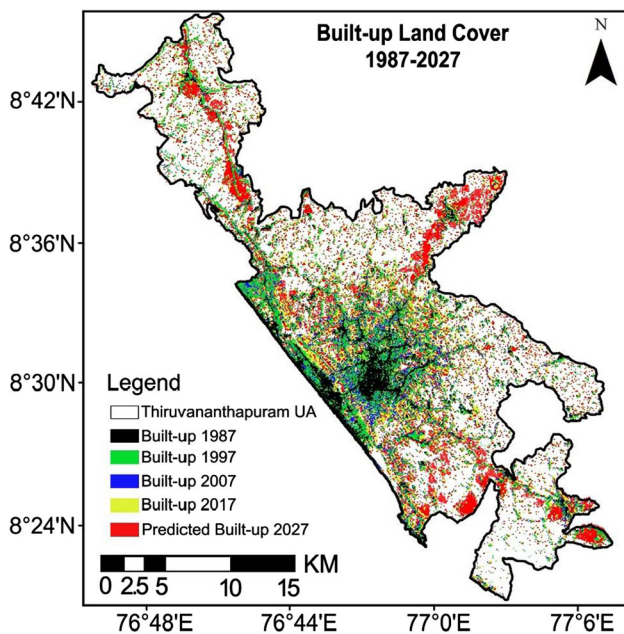 Built-up Land Cover
1987-2027
N
8°42'N
8°36'N
8°30'N
8°24'N
Legend
Thiruvananthapuram UA
Built-up 1987
Built-up 1997
Built-up 2007
Built-up 2017
Predicted Built-up 2027
KM
0 2.5 5 10 15
76°48'E 76°44'E 77°0'E 77°6'E